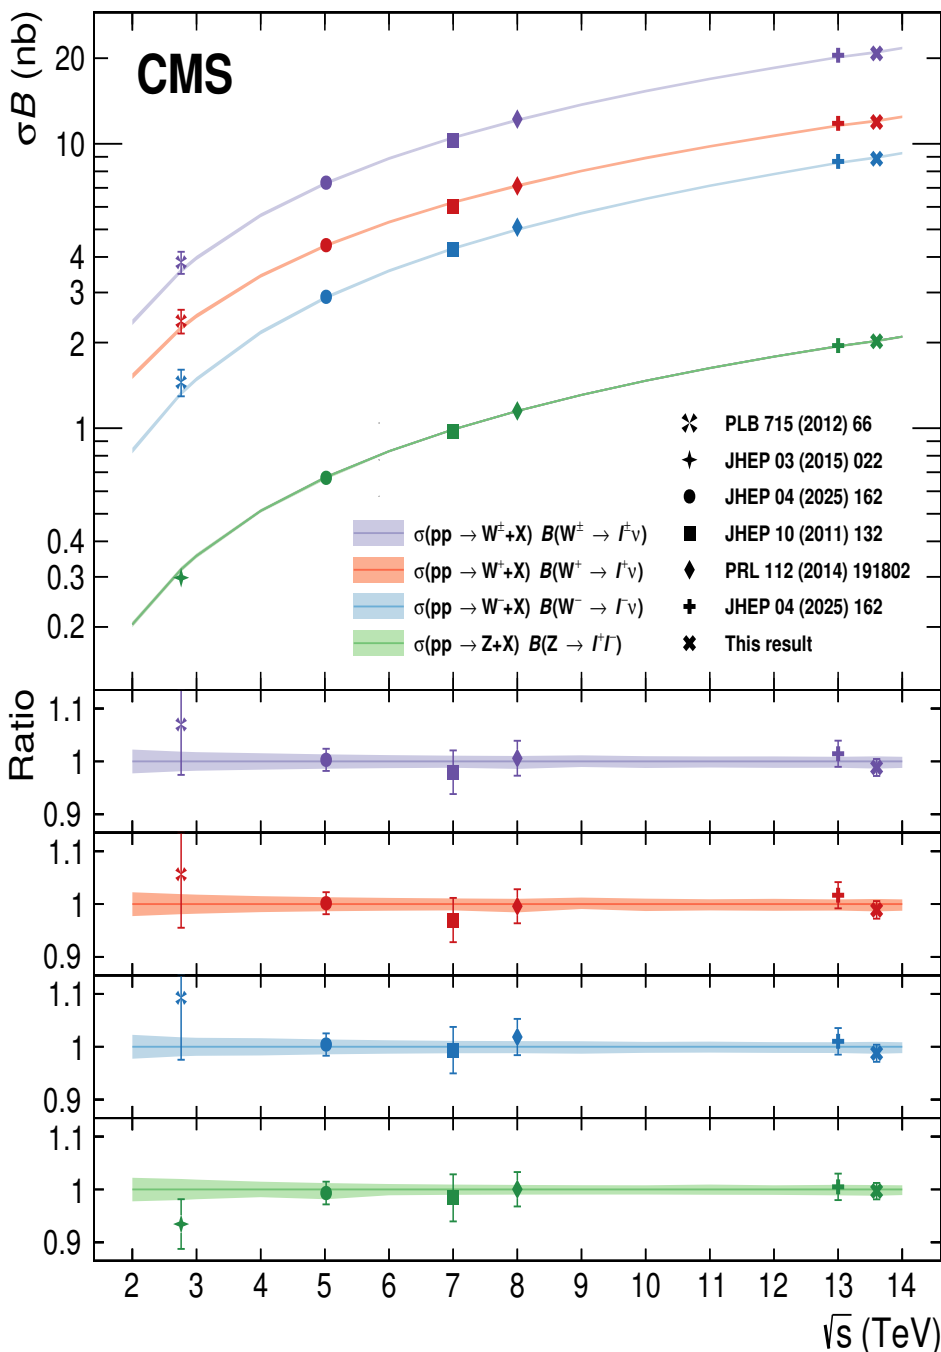 CMS
σB (nb)
20
10
4
3
2
1
0.4
0.3
0.2
PLB 715 (2012) 66
JHEP 03 (2015) 022
JHEP 04 (2025) 162
JHEP 10 (2011) 132
PRL 112 (2014) 191802
JHEP 04 (2025) 162
This result
σ(pp → W±+X) B(W± → l±ν)
σ(pp → W⁺+X) B(W⁺ → l⁺ν)
σ(pp → W⁻+X) B(W⁻ → l⁻ν)
σ(pp → Z+X) B(Z → l⁺l⁻)
Ratio
1.1
1
0.9
1.1
1
0.9
1.1
1
0.9
1.1
1
0.9
2 3 4 5 6 7 8 9 10 11 12 13 14
√s (TeV)